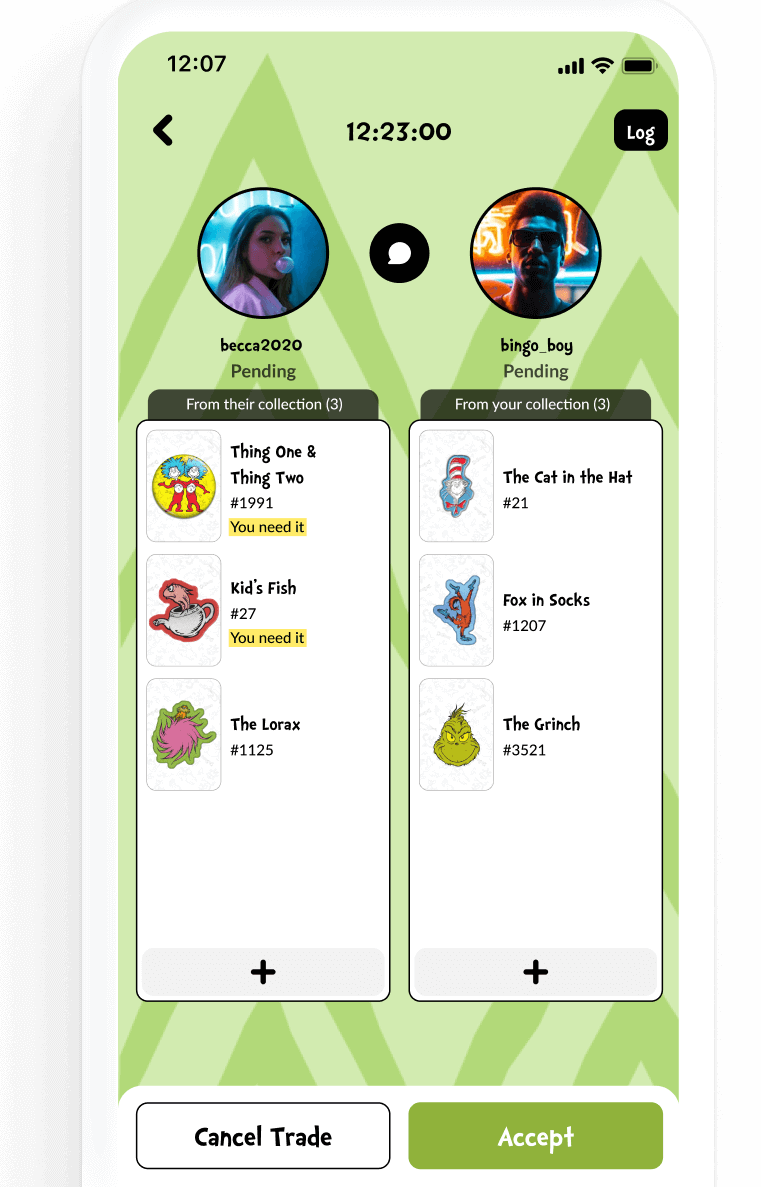 12:07
12:23:00
Log
becca2020
bingo_boy
Pending
Pending
From their collection (3)
From your collection (3)
Thing One &
Thing Two
#1991
You need it
Kid's Fish
#27
You need it
The Lorax
#1125
The Cat in the Hat
#21
Fox in Socks
#1207
The Grinch
#3521
Cancel Trade
Accept